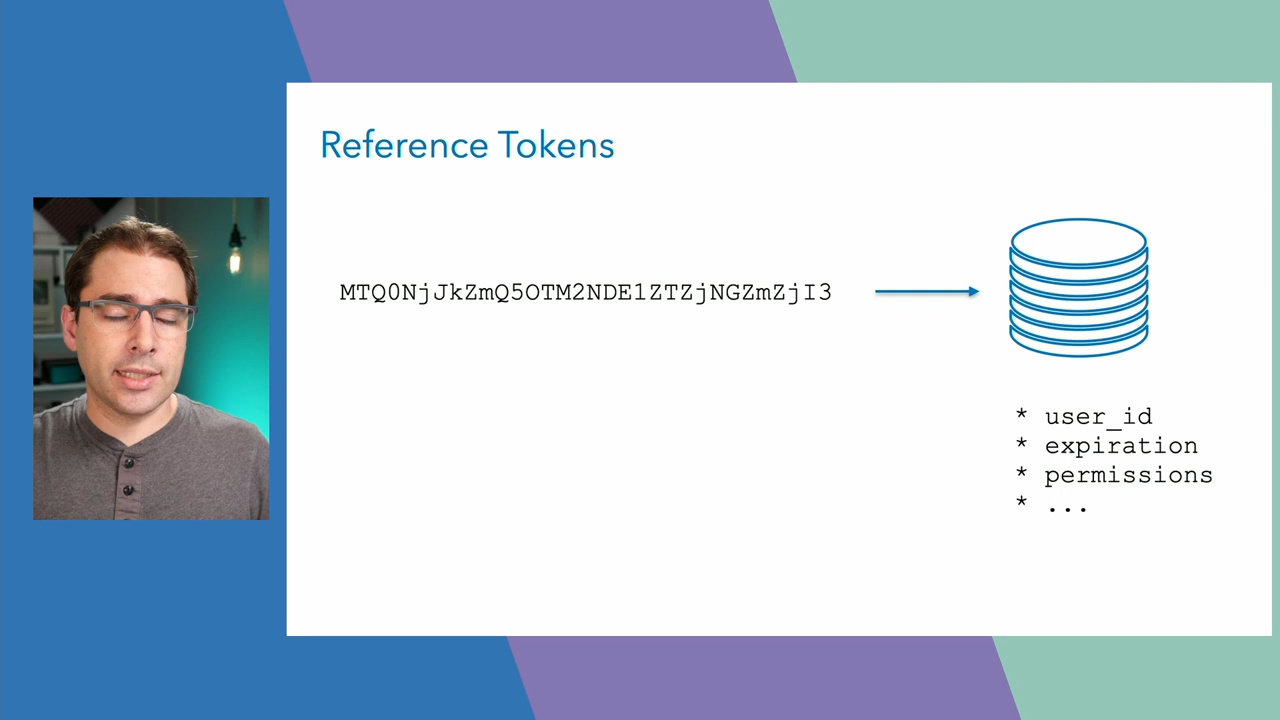 Reference Tokens
MTQ0NjJkZmQ5OTM2NDE1ZTZjNGZmZjI3
* user_id
* expiration
* permissions
* ...